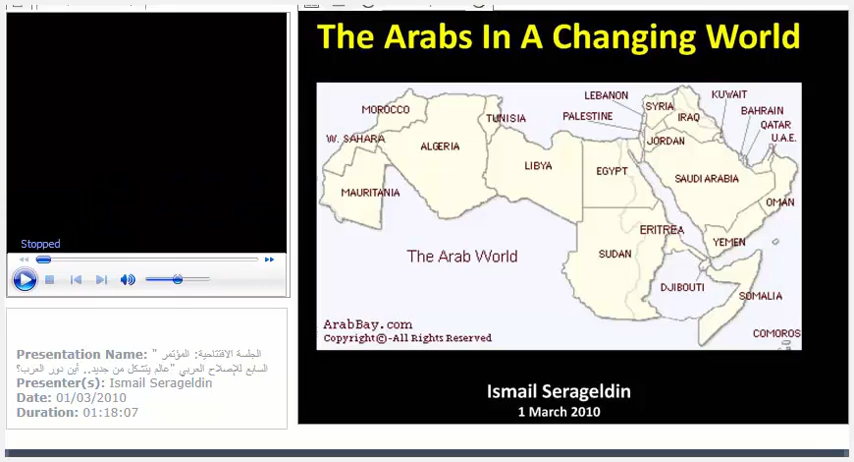 Stopped
Presentation Name: "الجلسة الافتتاحية: المؤتمر
السابع للإصلاح العربي "عالم يتشكل من جديد.. أين دور العرب؟
Presenter(s): Ismail Serageldin
Date: 01/03/2010
Duration: 01:18:07
The Arabs In A Changing World
MOROCCO
W. SAHARA
MAURITANIA
ALGERIA
TUNISIA
LIBYA
EGYPT
SUDAN
LEBANON
PALESTINE
SYRIA
IRAQ
JORDAN
KUWAIT
BAHRAIN
QATAR
U.A.E.
SAUDI ARABIA
OMAN
YEMEN
ERITREA
DJIBOUTI
SOMALIA
COMOROS
The Arab World
ArabBay.com
Copyright©-All Rights Reserved
Ismail Serageldin
1 March 2010